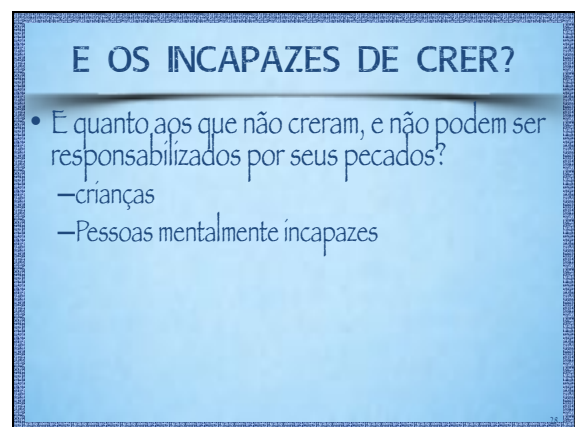 E OS INCAPAZES DE CRER?
• E quanto aos que não creram, e não podem ser
responsabilizados por seus pecados?
–crianças
–Pessoas mentalmente incapazes
28